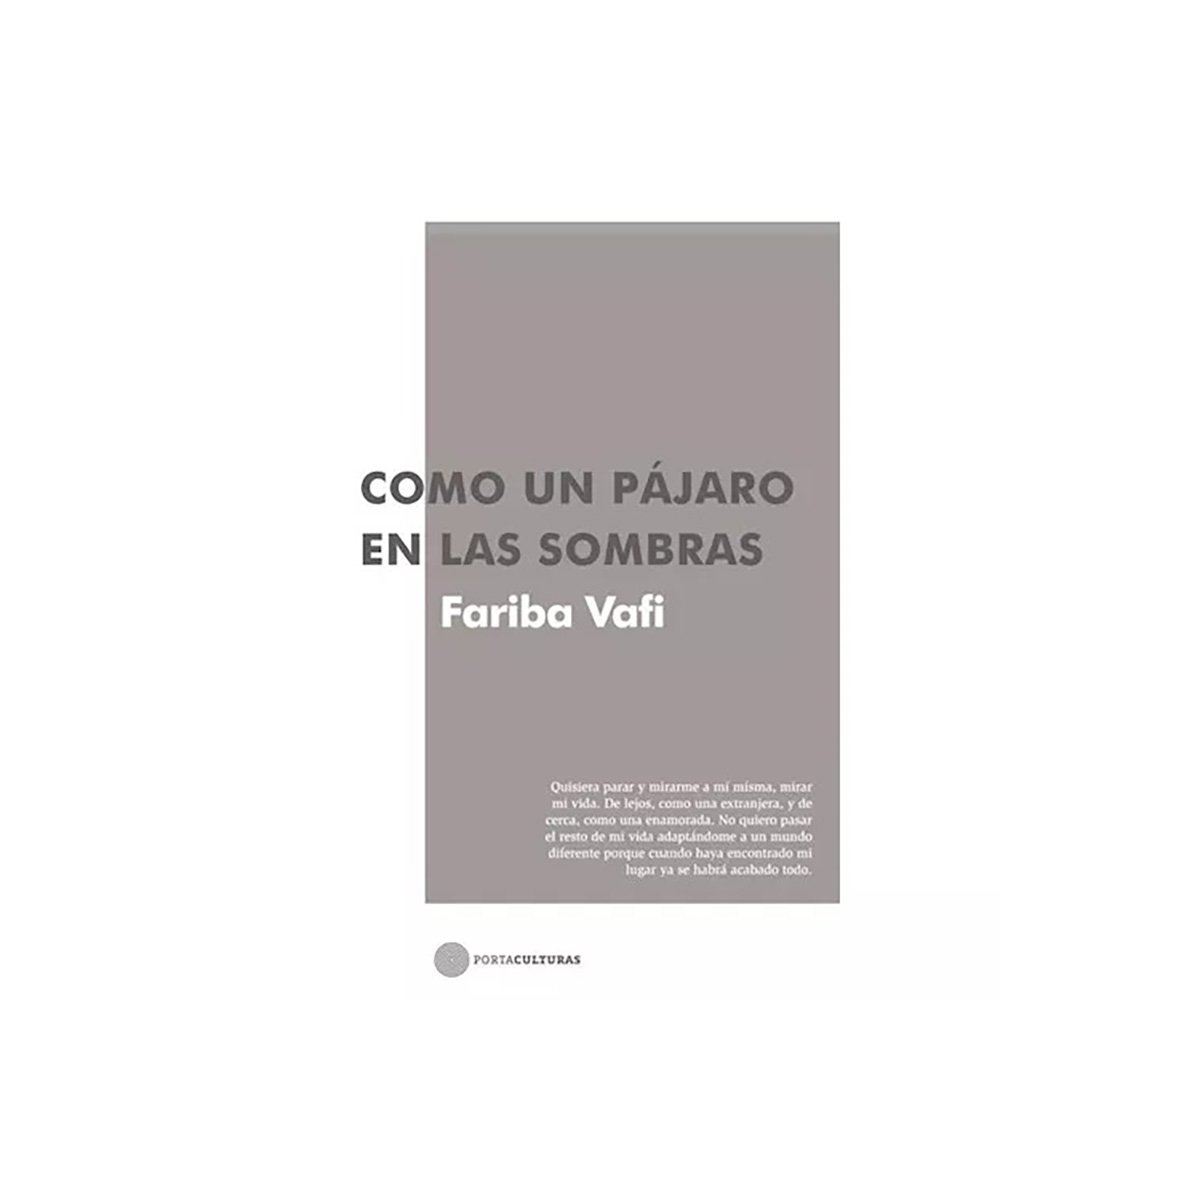 COMO UN PÁJARO
EN LAS SOMBRAS
Fariba Vafi
Quisiera parar y mirarme a mí misma, mirar
mi vida. De lejos, como una extranjera, y de
cerca, como una enamorada. No quiero pasar
el resto de mi vida adaptándome a un mundo
diferente porque cuando haya encontrado mi
lugar ya se habrá acabado todo.
PORTACULTURAS